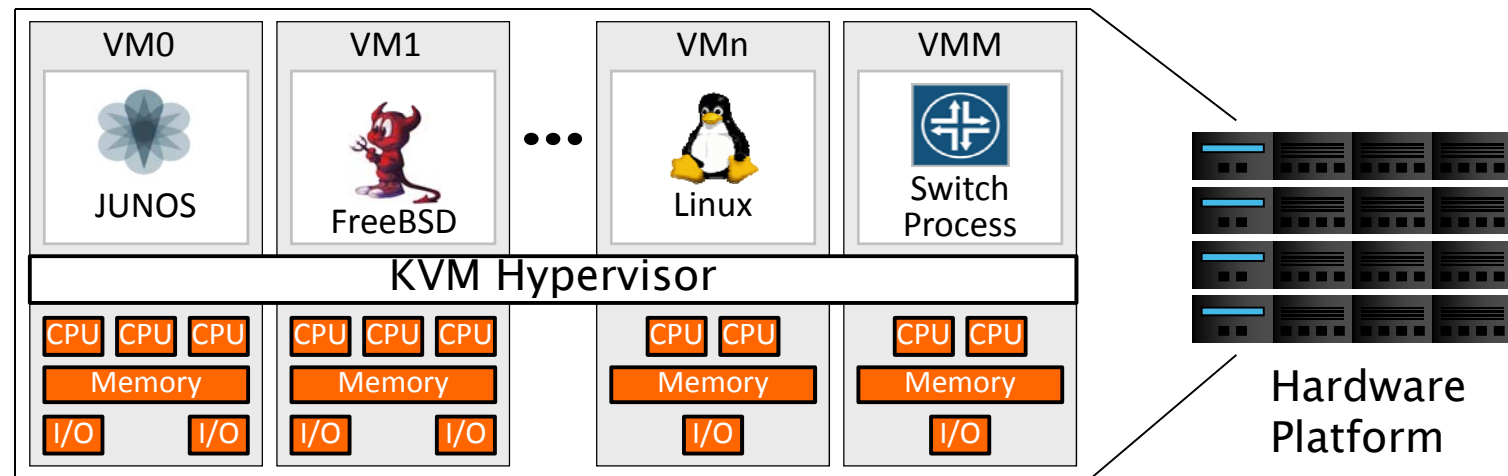 VM0
VM1
VMn
VMM
JUNOS
FreeBSD
•••
Linux
Switch
Process
KVM Hypervisor
CPU CPU CPU
CPU CPU CPU
CPU CPU
CPU CPU
Memory
Memory
Memory
Memory
I/O I/O
I/O I/O
I/O
I/O
Hardware
Platform